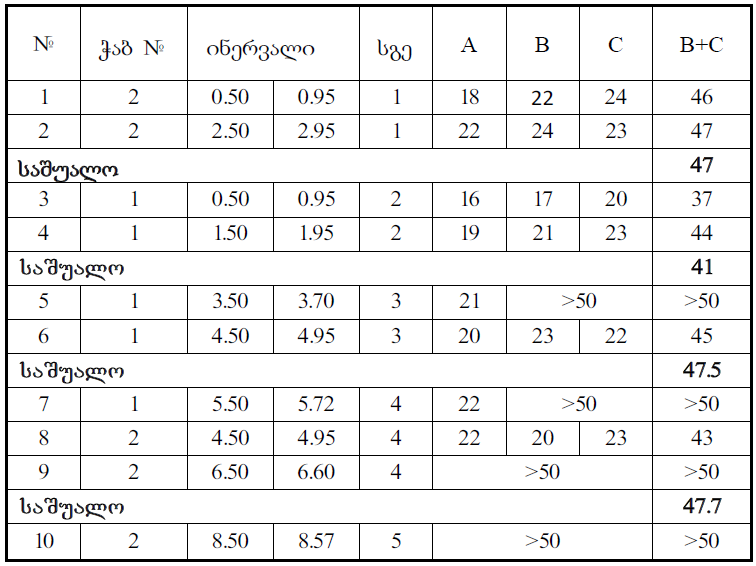 № ჭაბ № ინერვალი სგე A B C B+C
1 2 0.50 0.95 1 18 22 24 46
2 2 2.50 2.95 1 22 24 23 47
საშუალო 47
3 1 0.50 0.95 2 16 17 20 37
4 1 1.50 1.95 2 19 21 23 44
საშუალო 41
5 1 3.50 3.70 3 21 >50 >50
6 1 4.50 4.95 3 20 23 22 45
საშუალო 47.5
7 1 5.50 5.72 4 22 >50 >50
8 2 4.50 4.95 4 22 20 23 43
9 2 6.50 6.60 4 >50 >50
საშუალო 47.7
10 2 8.50 8.57 5 >50 >50